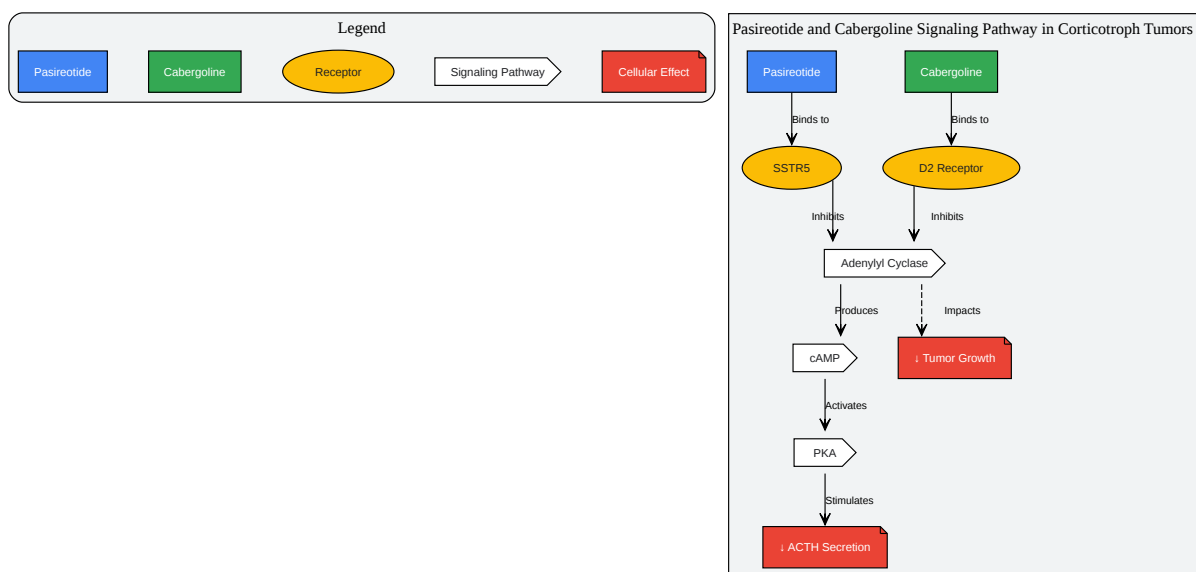 Legend
Pasireotide
Cabergoline
Receptor
Signaling Pathway
Cellular Effect
Pasireotide and Cabergoline Signaling Pathway in Corticotroph Tumors
Pasireotide
Cabergoline
Binds to
Binds to
SSTR5
D2 Receptor
Inhibits
Inhibits
Adenylyl Cyclase
Produces
Impacts
cAMP
↓ Tumor Growth
Activates
PKA
Stimulates
↓ ACTH Secretion